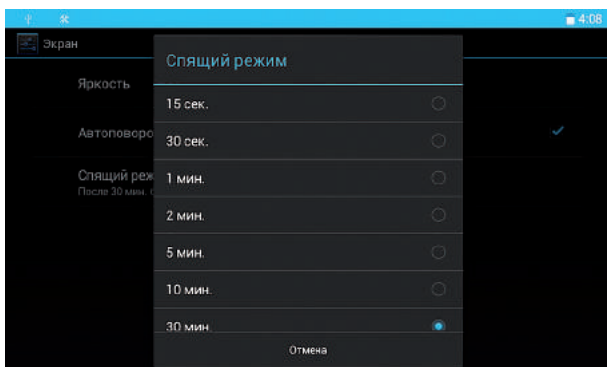 4:08
Экран
Спящий режим
Яркость
15 сек.
Автоповоро
30 сек.
Спящий реж
После 30 мин.
1 мин.
2 мин.
5 мин.
10 мин.
30 мин.
Отмена